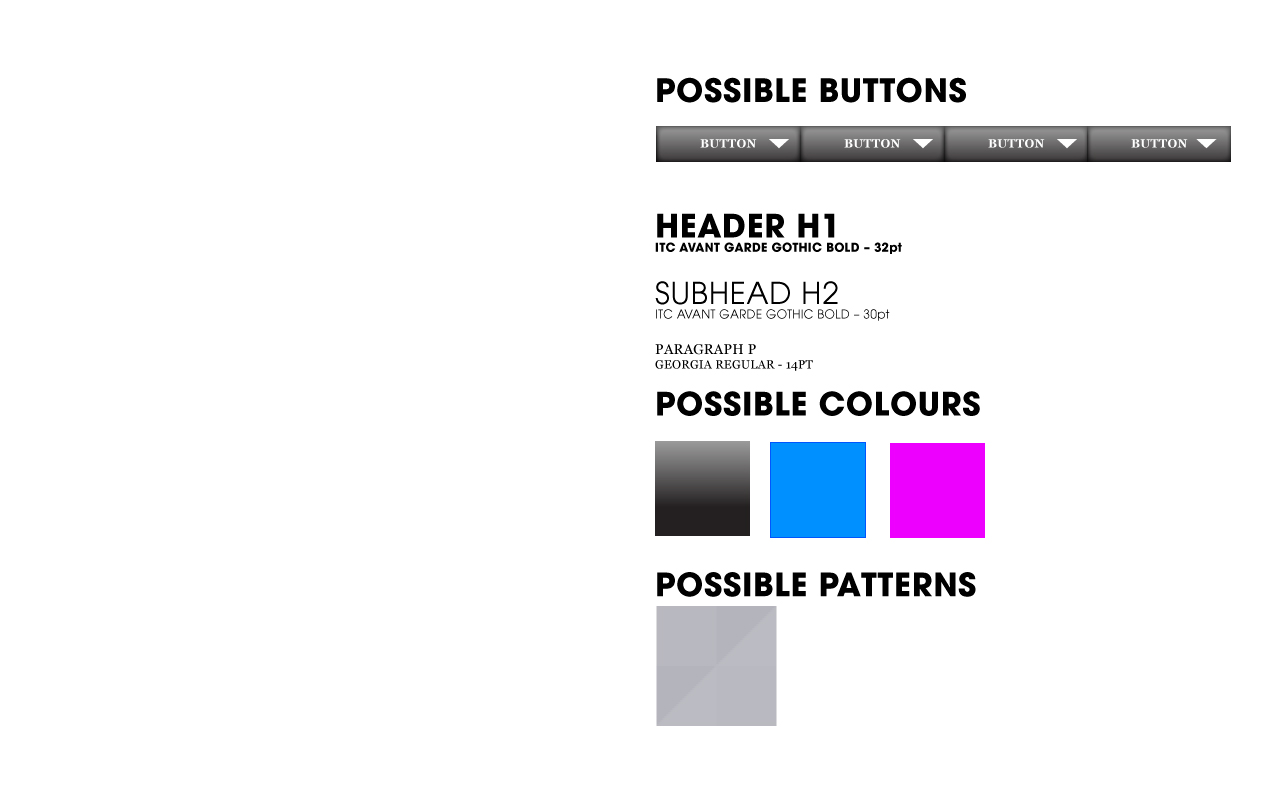 POSSIBLE BUTTONS
BUTTON BUTTON BUTTON BUTTON
HEADER H1
ITC AVANT GARDE GOTHIC BOLD – 32pt
SUBHEAD H2
ITC AVANT GARDE GOTHIC BOLD – 30pt
PARAGRAPH P
GEORGIA REGULAR - 14PT
POSSIBLE COLOURS
POSSIBLE PATTERNS